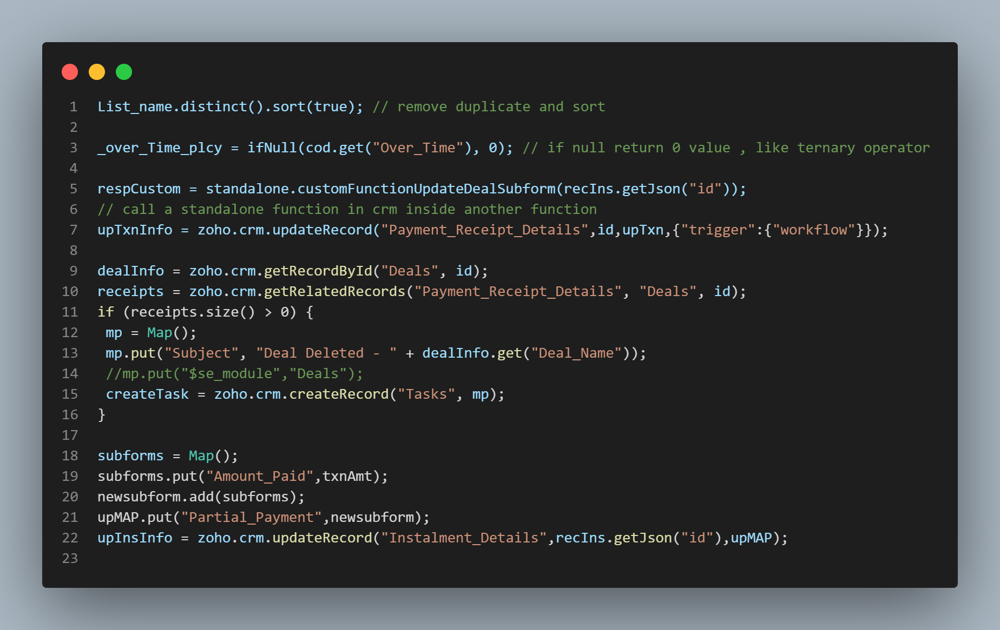 1 List_name.distinct().sort(true); // remove duplicate and sort
2
3 _over_Time_plcy = ifNull(cod.get("Over_Time"), 0); // if null return 0 value , like ternary operator
4
5 respCustom = standalone.customFunctionUpdateDealSubform(recIns.getJson("id"));
6 // call a standalone function in crm inside another function
7 upTxnInfo = zoho.crm.updateRecord("Payment_Receipt_Details",id,upTxn,{"trigger":{"workflow"}});
8
9 dealInfo = zoho.crm.getRecordById("Deals", id);
10 receipts = zoho.crm.getRelatedRecords("Payment_Receipt_Details", "Deals", id);
11 if (receipts.size() > 0) {
12  mp = Map();
13  mp.put("Subject", "Deal Deleted - " + dealInfo.get("Deal_Name"));
14  //mp.put("$se_module","Deals");
15  createTask = zoho.crm.createRecord("Tasks", mp);
16 }
17
18 subforms = Map();
19 subforms.put("Amount_Paid",txnAmt);
20 newsubform.add(subforms);
21 upMAP.put("Partial_Payment",newsubform);
22 upInsInfo = zoho.crm.updateRecord("Instalment_Details",recIns.getJson("id"),upMAP);
23